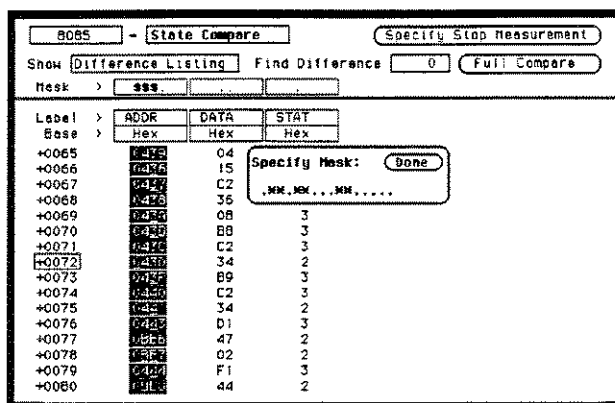 8085 - State Compare Specify Stop Measurement
Show Difference Listing Find Difference 0 Full Compare
Mask >
Label > ADDR DATA STAT
Base > Hex Hex Hex
+0065 04
+0066 15
+0067 C2
+0068 36
+0069 08 3
+0070 B8 3
+0071 C2 3
+0072 34 2
+0073 B9 3
+0074 C2 3
+0075 34 2
+0076 D1 3
+0077 47 2
+0078 02 2
+0079 F1 3
+0080 44 2
Specify Mask: Done
.**.**...**.....